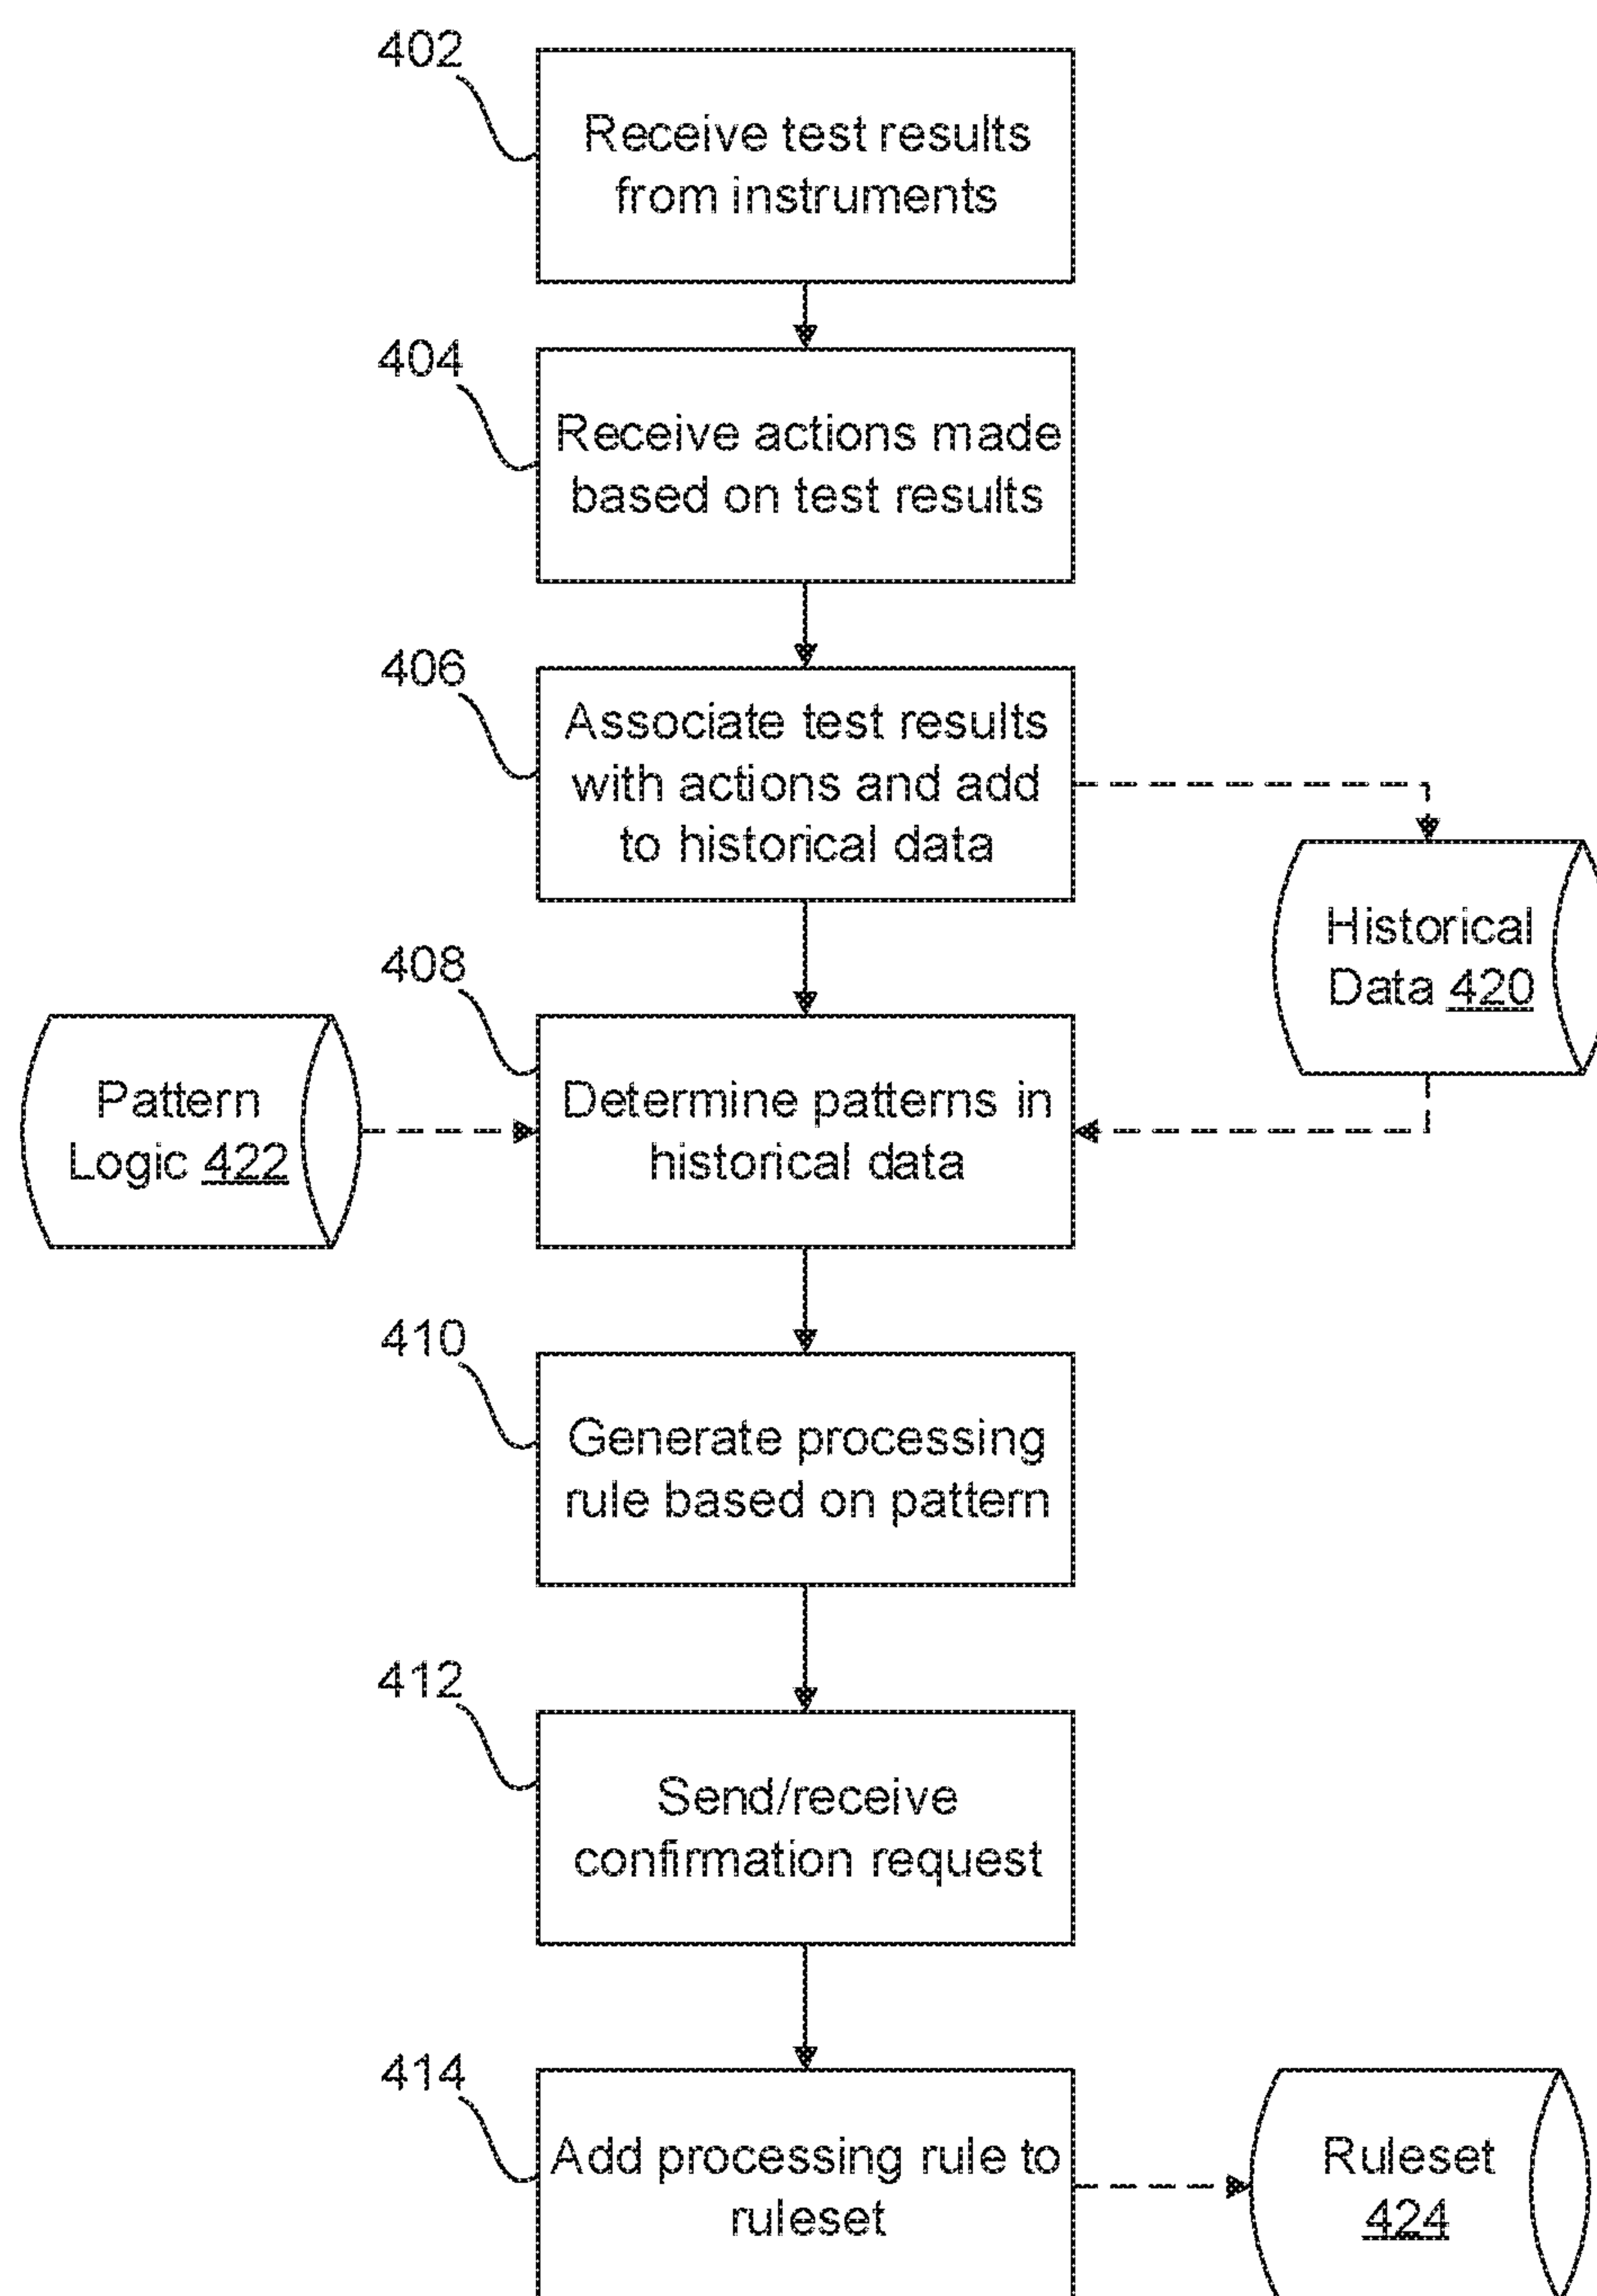 402
Receive test results
from instruments
404
Receive actions made
based on test results
406
Associate test results
with actions and add
to historical data
Historical
Data 420
408
Pattern
Logic 422
Determine patterns in
historical data
410
Generate processing
rule based on pattern
412
Send/receive
confirmation request
414
Add processing rule to
ruleset
Ruleset
424